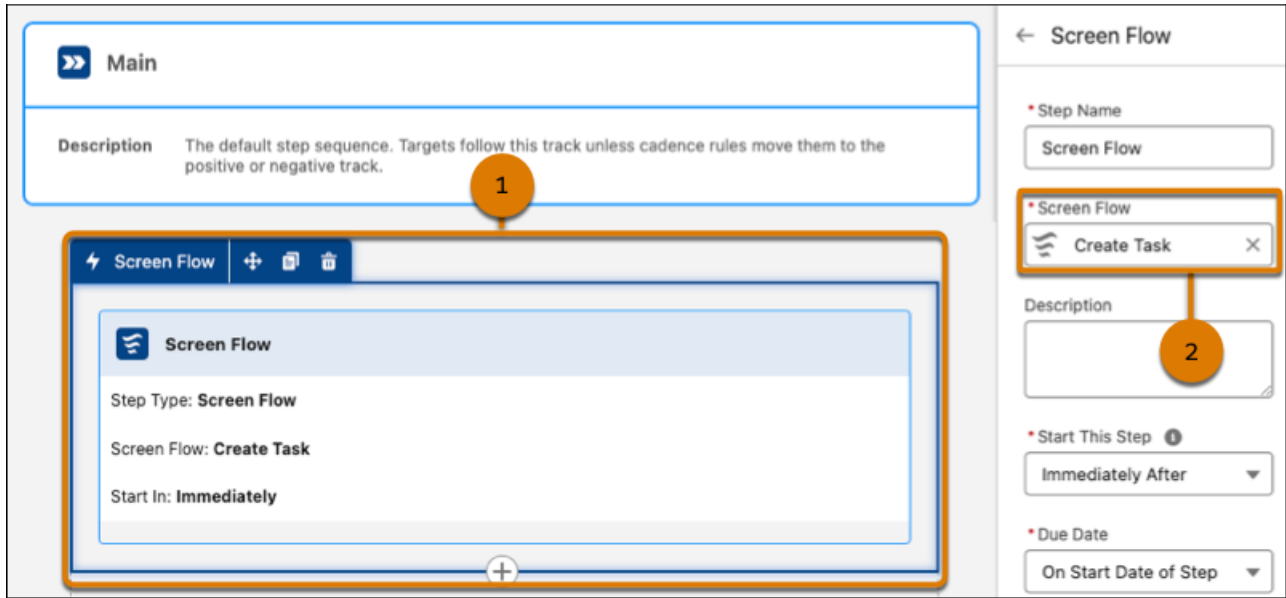 Main
Description The default step sequence. Targets follow this track unless cadence rules move them to the
positive or negative track.
1
Screen Flow
Screen Flow
Step Type: Screen Flow
Screen Flow: Create Task
Start In: Immediately
Screen Flow
* Step Name
Screen Flow
* Screen Flow
Create Task
Description
2
* Start This Step
Immediately After
* Due Date
On Start Date of Step